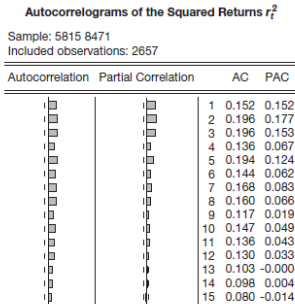 Autocorrelograms of the Squared Returns r²ₜ
Sample: 5815 8471
Included observations: 2657
Autocorrelation Partial Correlation AC PAC
1 0.152 0.152
2 0.196 0.177
3 0.196 0.153
4 0.136 0.067
5 0.194 0.124
6 0.144 0.062
7 0.168 0.083
8 0.160 0.066
9 0.117 0.019
10 0.147 0.049
11 0.136 0.043
12 0.130 0.033
13 0.103 -0.000
14 0.098 0.004
15 0.080 -0.014